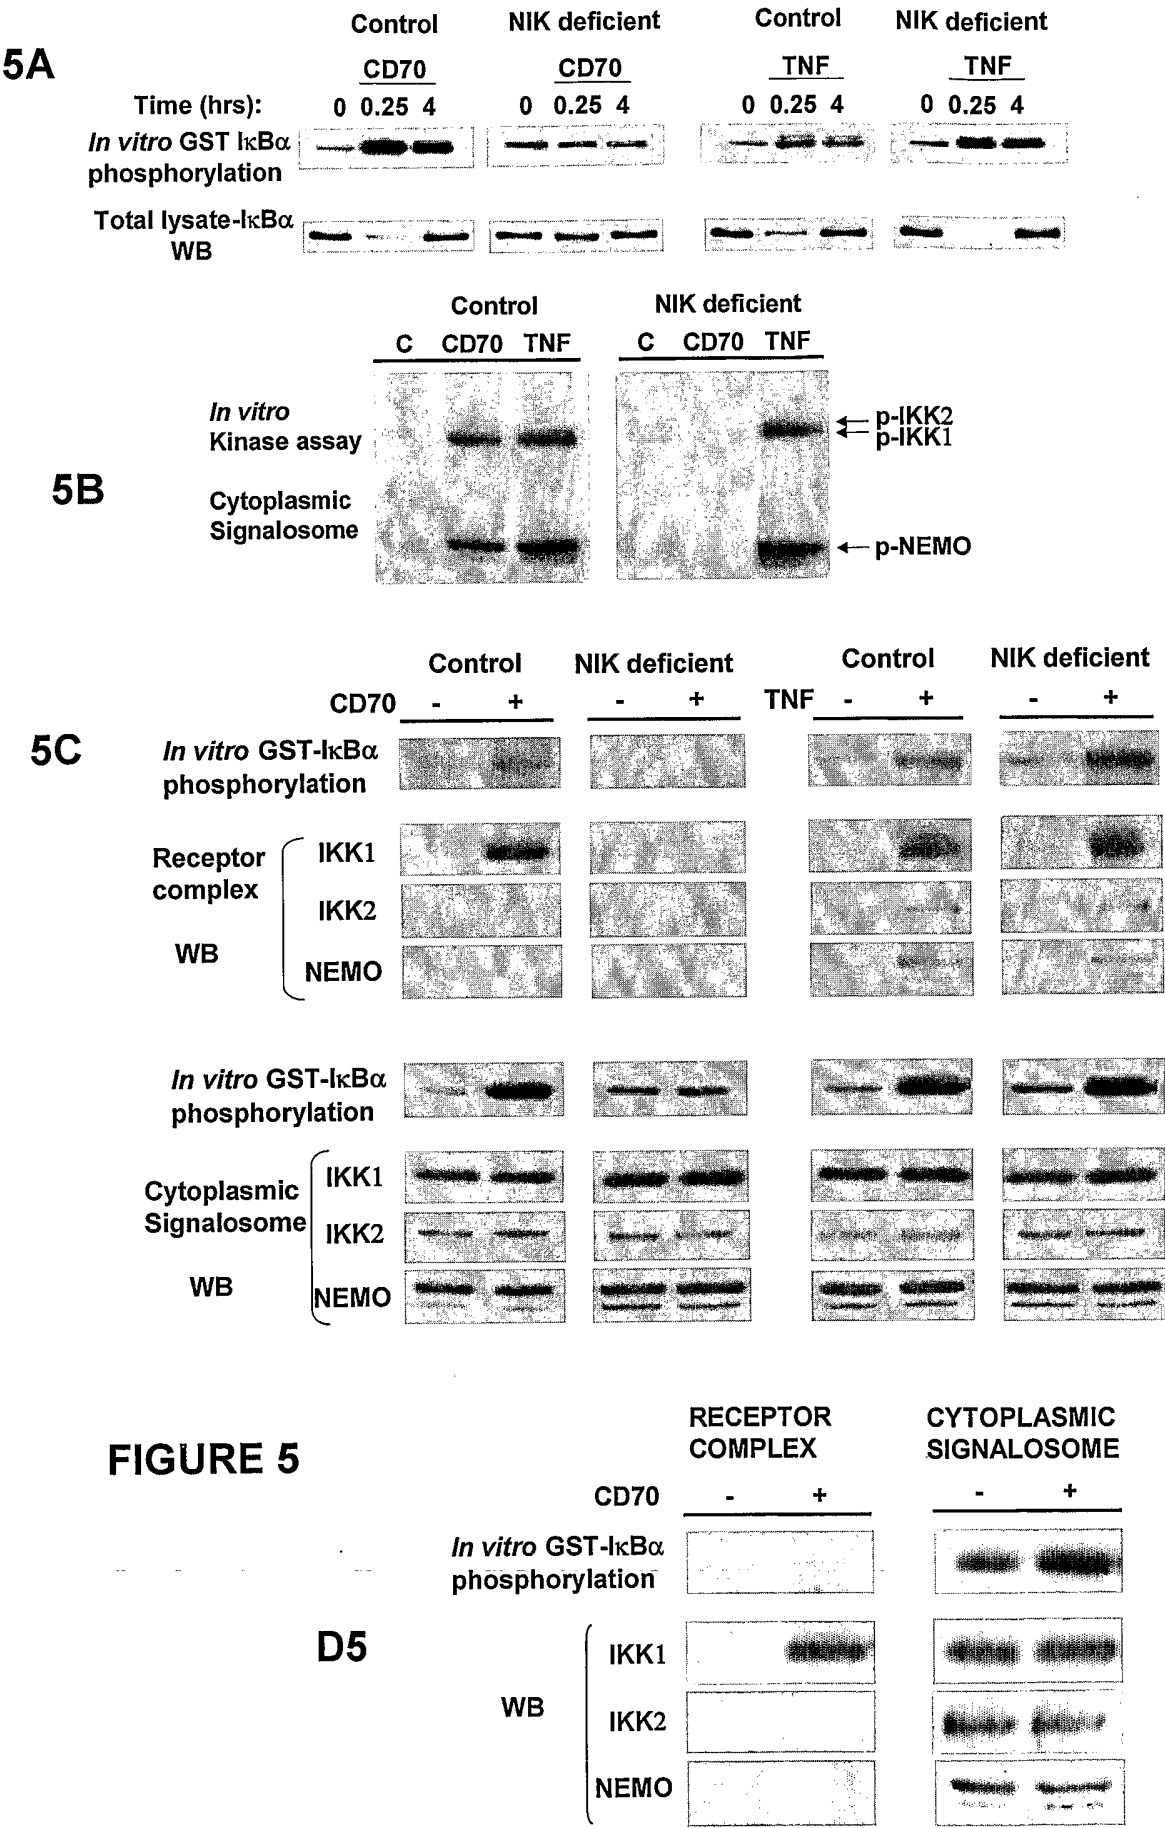 Control NIK deficient Control NIK deficient
5A
CD70 CD70 TNF TNF
Time (hrs): 0 0.25 4 0 0.25 4 0 0.25 4 0 0.25 4
In vitro GST IκBα
phosphorylation
Total lysate-IκBα
WB
Control NIK deficient
C CD70 TNF C CD70 TNF
In vitro
Kinase assay
p-IKK2
p-IKK1
5B
Cytoplasmic
Signalosome
p-NEMO
Control NIK deficient Control NIK deficient
CD70 - + - + TNF - + - +
5C
In vitro GST-IκBα
phosphorylation
Receptor
complex
WB
IKK1
IKK2
NEMO
In vitro GST-IκBα
phosphorylation
Cytoplasmic
Signalosome
WB
IKK1
IKK2
NEMO
FIGURE 5
RECEPTOR
COMPLEX
CYTOPLASMIC
SIGNALOSOME
CD70 - + - +
In vitro GST-IκBα
phosphorylation
D5
WB
IKK1
IKK2
NEMO